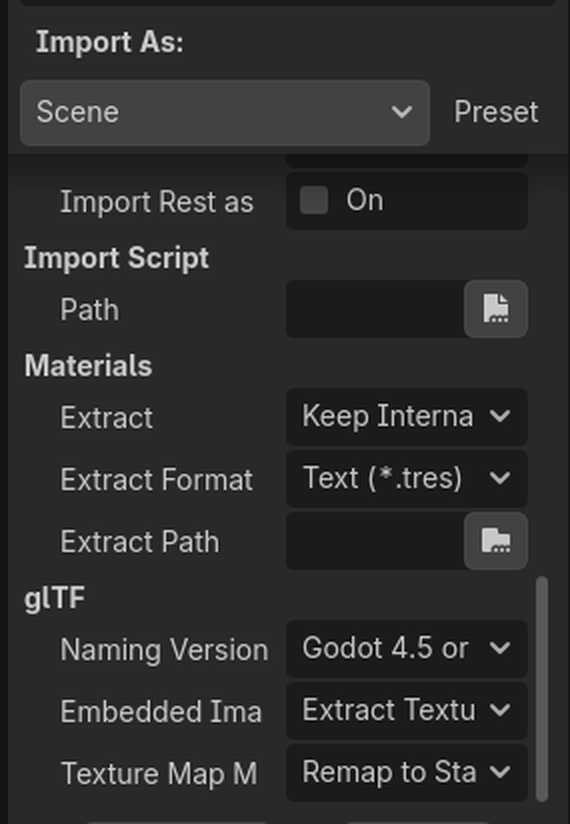 Import As:
Scene Preset
Import Rest as On
Import Script
Path
Materials
Extract Keep Interna
Extract Format Text (*.tres)
Extract Path
glTF
Naming Version Godot 4.5 or
Embedded Ima Extract Textu
Texture Map M Remap to Sta